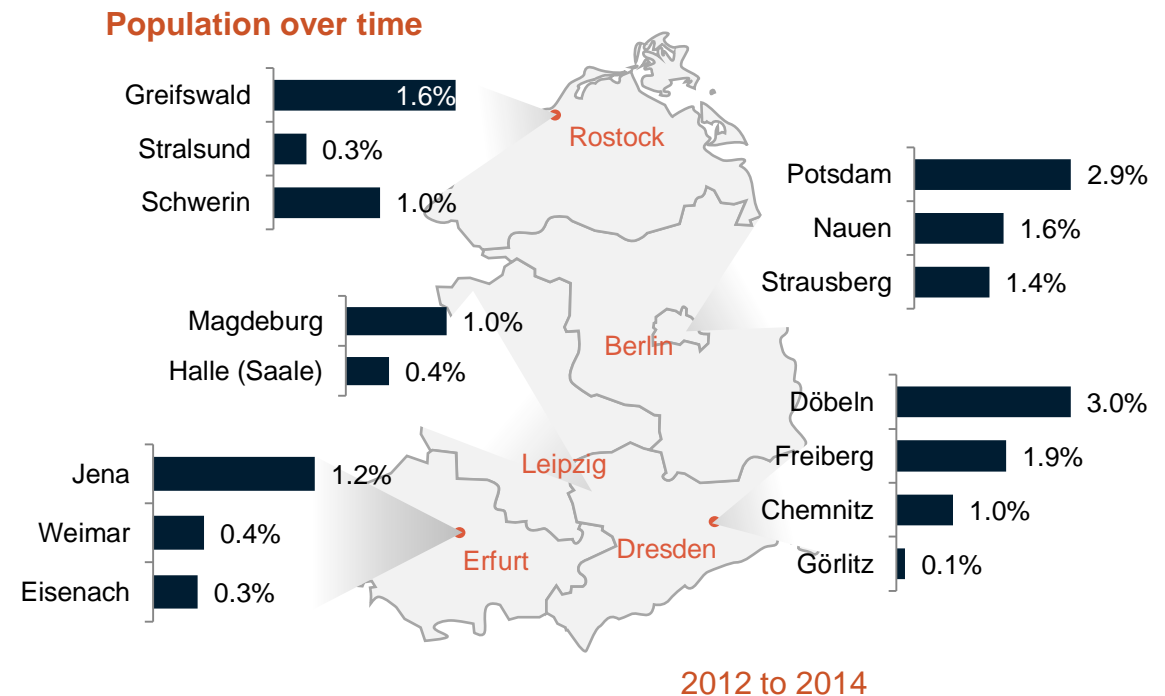 Population over time
Greifswald 1.6%
Stralsund 0.3%
Schwerin 1.0%
Rostock
Potsdam 2.9%
Nauen 1.6%
Strausberg 1.4%
Magdeburg 1.0%
Halle (Saale) 0.4%
Berlin
Döbeln 3.0%
Freiberg 1.9%
Chemnitz 1.0%
Görlitz 0.1%
Leipzig
Jena 1.2%
Weimar 0.4%
Eisenach 0.3%
Erfurt
Dresden
2012 to 2014